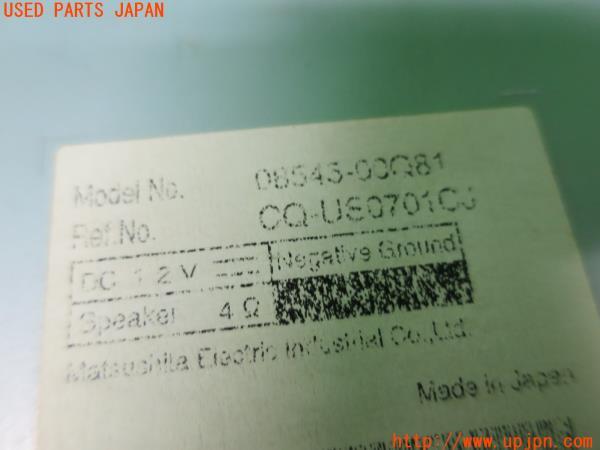 USED PARTS JAPAN
Model No. 08545-00Q81
Ref.No. CQ-US0701CJ
DC 12V Negative Ground
Speaker 4Ω
Matsushita Electric Industrial Co.,Ltd.
Made in Japan
http://www.upjpn.com